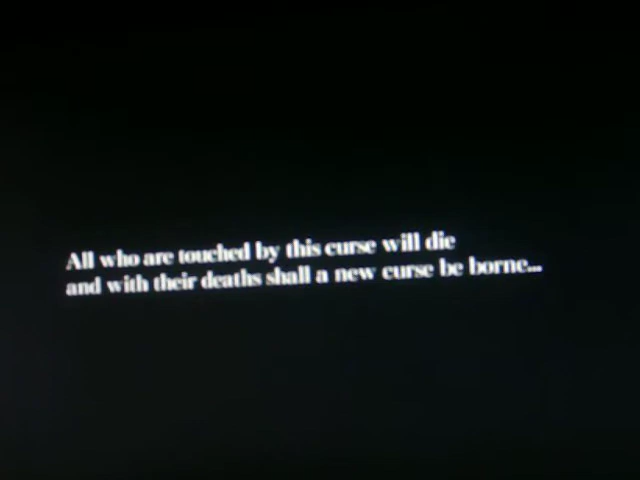 All who are touched by this curse will die
and with their deaths shall a new curse be borne...